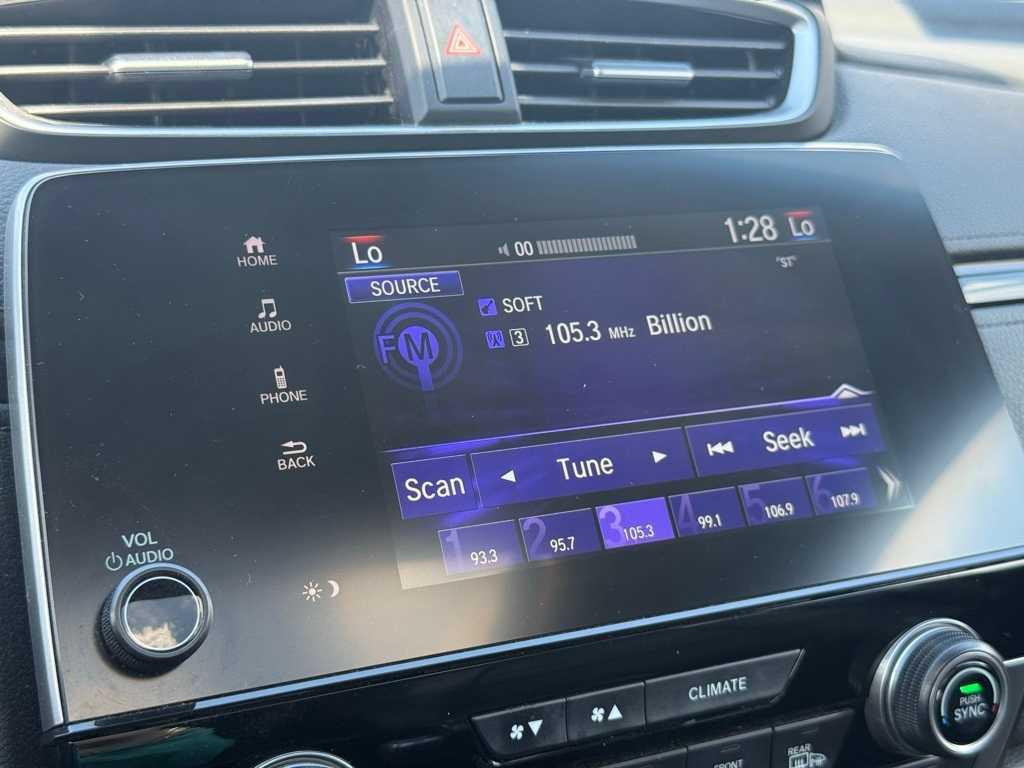 Lo 00 1:28 Lo
SOURCE "ST"
SOFT
FM 3 105.3 MHz Billion
HOME
AUDIO
PHONE
BACK
Scan Tune Seek
1 93.3 2 95.7 3 105.3 4 99.1 5 106.9 6 107.9
VOL
AUDIO
CLIMATE
PUSH
SYNC
FRONT
REAR